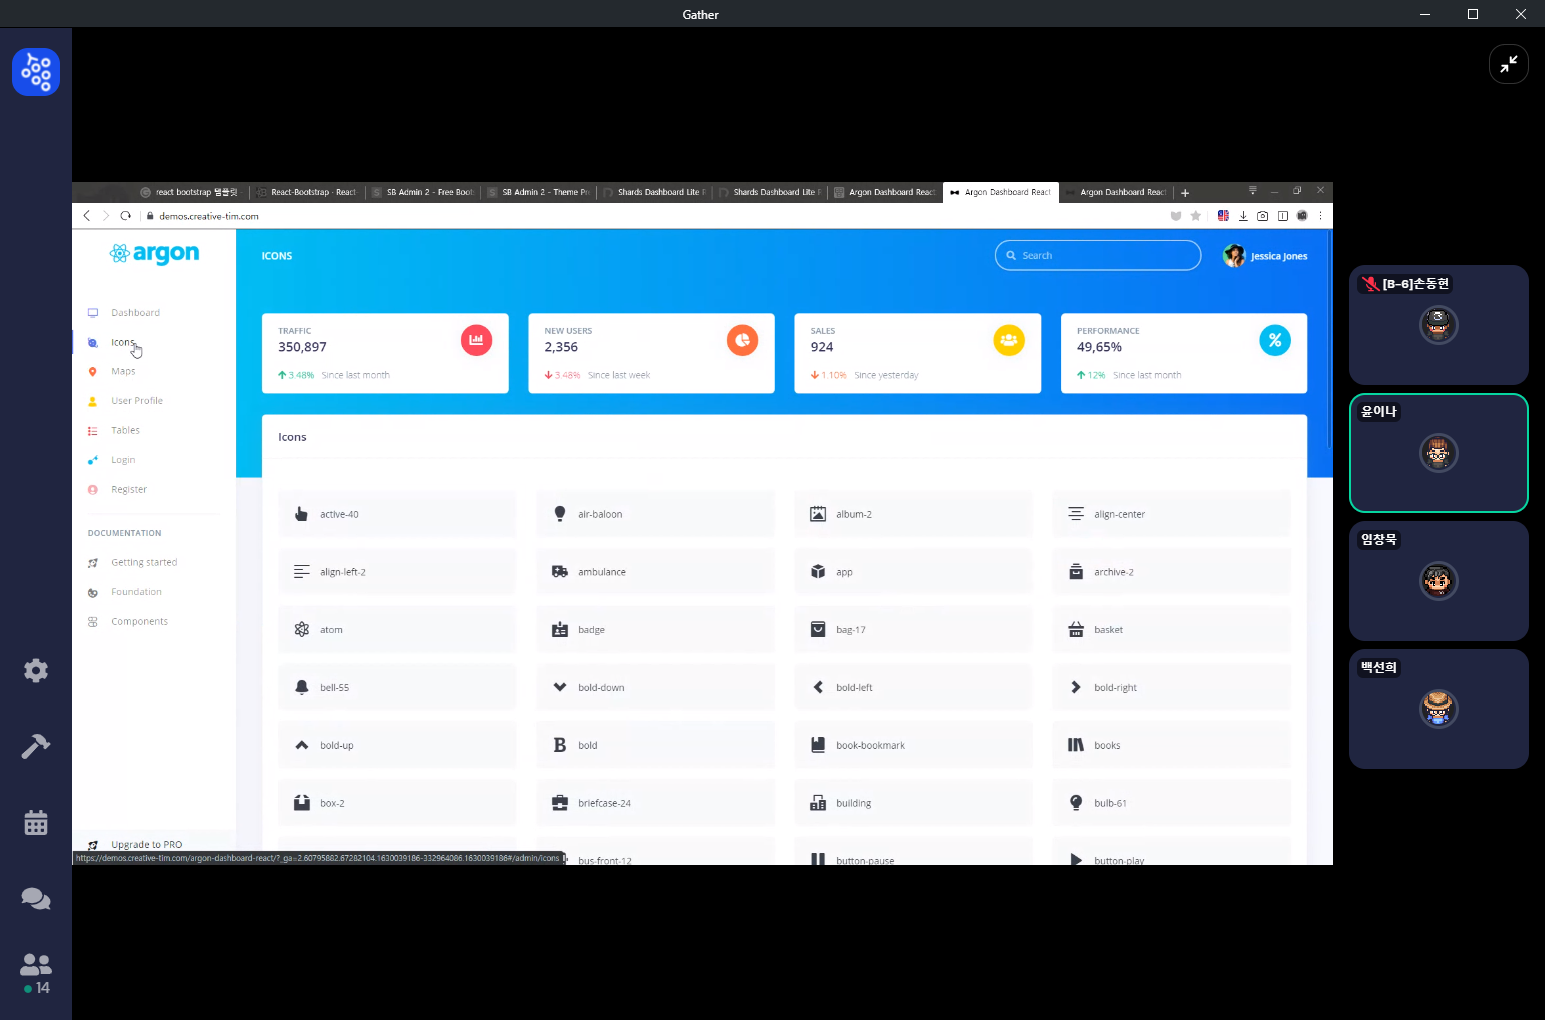 Gather
react bootstrap 템플릿
React-Bootstrap · React
SB Admin 2 - Free Boot
SB Admin 2 - Theme Pr
Shards Dashboard Lite
Shards Dashboard Lite
Argon Dashboard React
Argon Dashboard React
Argon Dashboard React
demos.creative-tim.com
argon
ICONS
Search
Jessica Jones
Dashboard
Icons
Maps
User Profile
Tables
Login
Register
DOCUMENTATION
Getting started
Foundation
Components
Upgrade to PRO
TRAFFIC
350,897
3.48% Since last month
NEW USERS
2,356
3.48% Since last week
SALES
924
1.10% Since yesterday
PERFORMANCE
49,65%
12% Since last month
Icons
active-40
air-baloon
album-2
align-center
align-left-2
ambulance
app
archive-2
atom
badge
bag-17
basket
bell-55
bold-down
bold-left
bold-right
bold-up
bold
book-bookmark
books
box-2
briefcase-24
building
bulb-61
bus-front-12
button-pause
button-play
https://demos.creative-tim.com/argon-dashboard-react/?_ga=2.60795882.67282104.1630039186-332964086.1630039186#/admin/icons
[B-6]손동현
윤이나
임창묵
백선희
14